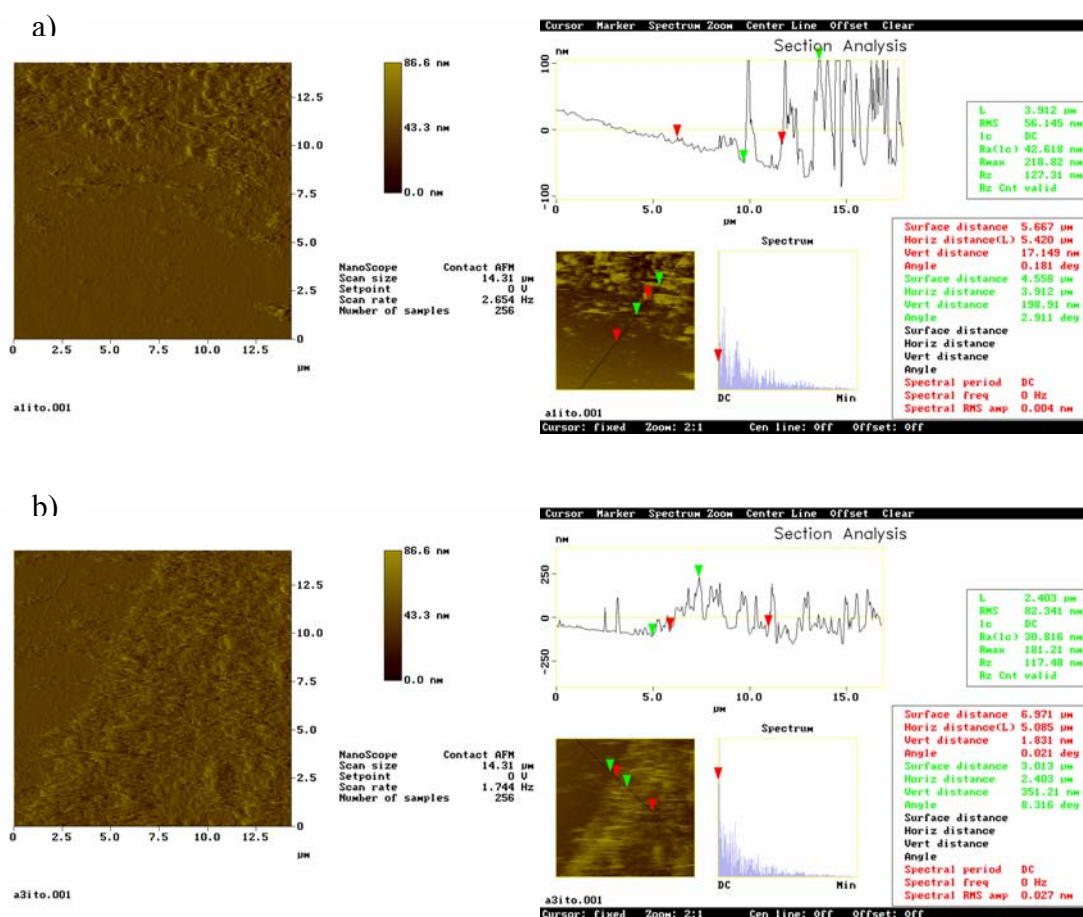 a)
86.6 nm
43.3 nm
0.0 nm
12.5
10.0
7.5
5.0
2.5
0
0 2.5 5.0 7.5 10.0 12.5
µm
NanoScope Contact AFM
Scan size 14.31 µm
Setpoint 0 V
Scan rate 2.654 Hz
Number of samples 256
a1ito.001
Cursor Marker Spectrum Zoom Center Line Offset Clear
Section Analysis
nm
100
0
-100
0 5.0 10.0 15.0
µm
L 3.912 µm
RMS 56.145 nm
lc DC
Ra(lc) 42.618 nm
Rmax 218.82 nm
Rz 127.31 nm
Rz Cnt valid
Spectrum
DC Min
Surface distance 5.667 µm
Horiz distance(L) 5.420 µm
Vert distance 17.149 nm
Angle 0.181 deg
Surface distance 4.558 µm
Horiz distance 3.912 µm
Vert distance 198.91 nm
Angle 2.911 deg
Surface distance
Horiz distance
Vert distance
Angle
Spectral period DC
Spectral freq 0 Hz
Spectral RMS amp 0.004 nm
a1ito.001
Cursor: fixed Zoom: 2:1 Cen line: Off Offset: Off
b)
86.6 nm
43.3 nm
0.0 nm
12.5
10.0
7.5
5.0
2.5
0
0 2.5 5.0 7.5 10.0 12.5
µm
NanoScope Contact AFM
Scan size 14.31 µm
Setpoint 0 V
Scan rate 1.744 Hz
Number of samples 256
a3ito.001
Cursor Marker Spectrum Zoom Center Line Offset Clear
Section Analysis
nm
250
0
-250
0 5.0 10.0 15.0
µm
L 2.403 µm
RMS 82.341 nm
lc DC
Ra(lc) 30.816 nm
Rmax 181.21 nm
Rz 117.48 nm
Rz Cnt valid
Spectrum
DC Min
Surface distance 6.971 µm
Horiz distance(L) 5.085 µm
Vert distance 1.831 nm
Angle 0.021 deg
Surface distance 3.013 µm
Horiz distance 2.403 µm
Vert distance 351.21 nm
Angle 8.316 deg
Surface distance
Horiz distance
Vert distance
Angle
Spectral period DC
Spectral freq 0 Hz
Spectral RMS amp 0.027 nm
a3ito.001
Cursor: fixed Zoom: 2:1 Cen line: Off Offset: Off